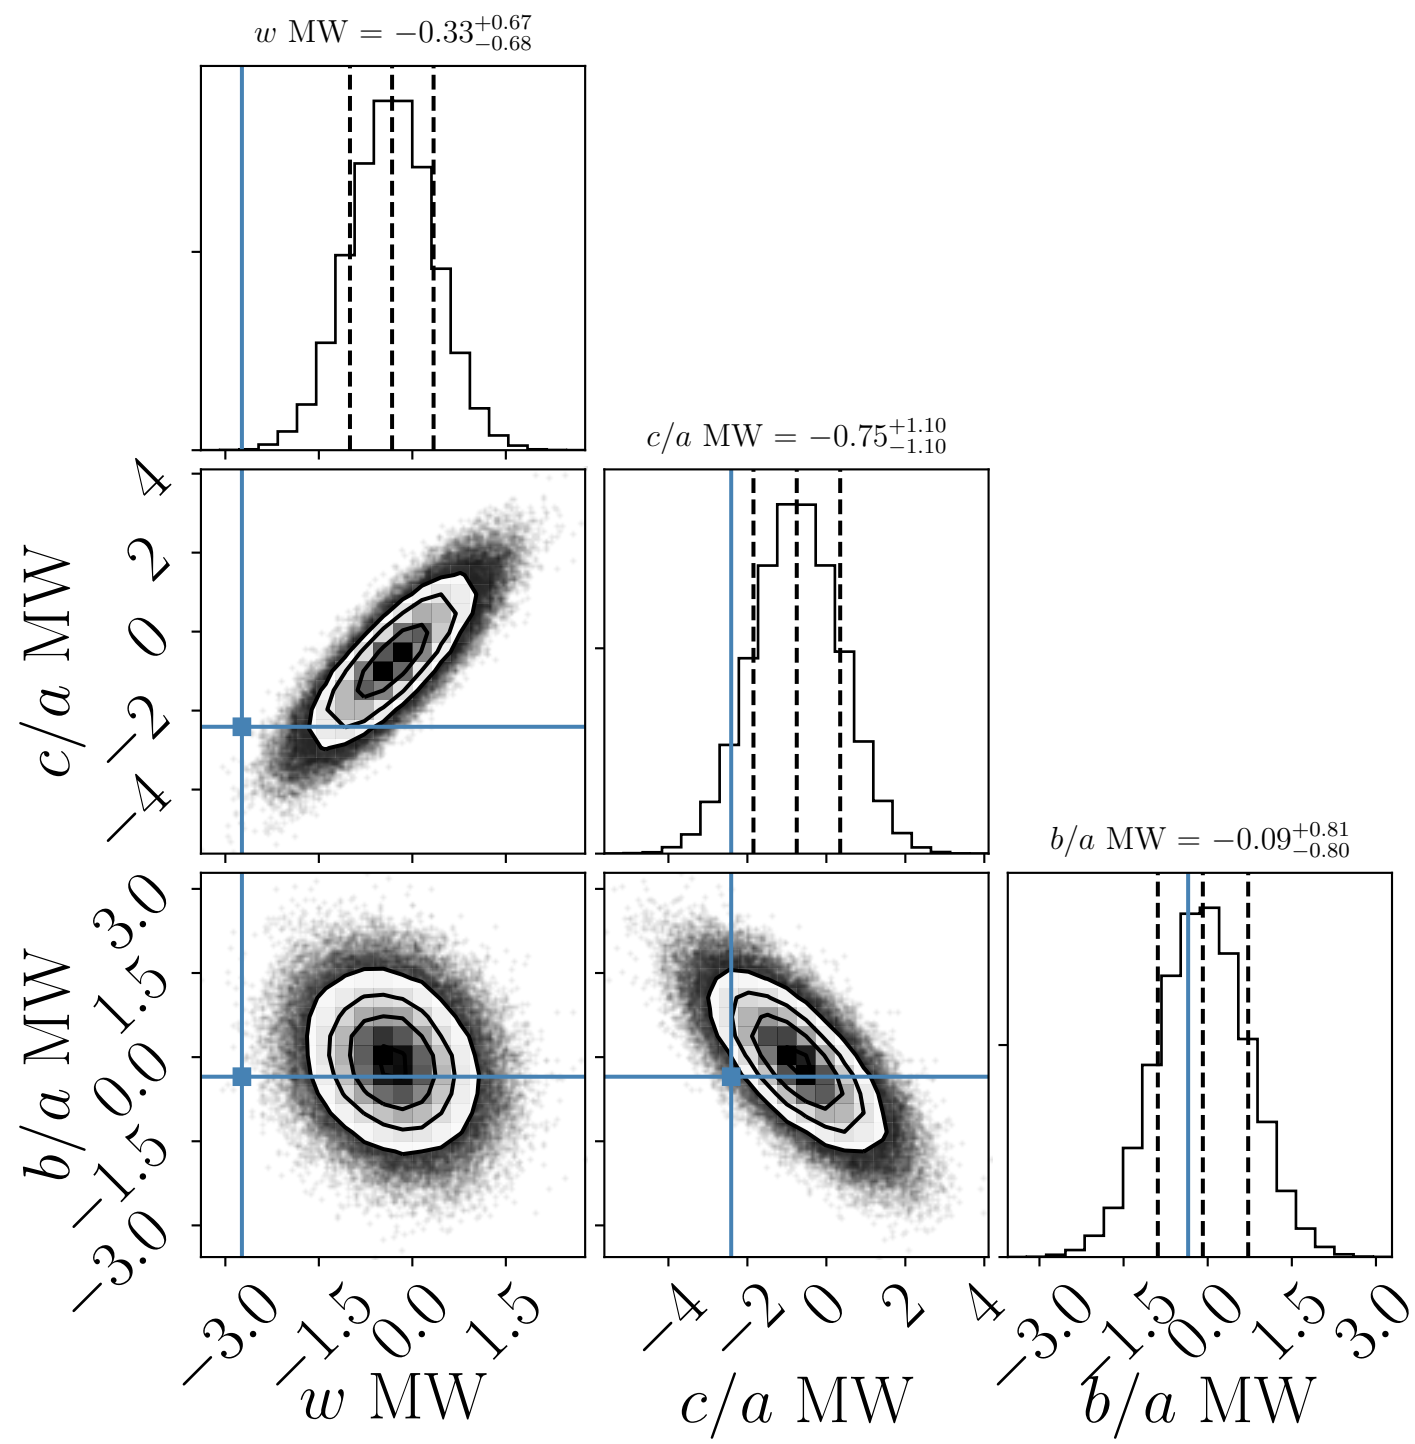 w MW = −0.33+0.67−0.68
c/a MW = −0.75+1.10−1.10
b/a MW = −0.09+0.81−0.80
c/a MW
4
2
0
−2
−4
b/a MW
3.0
1.5
0.0
−1.5
−3.0
−3.0 −1.5 0.0 1.5
−4 −2 0 2 4
−3.0 −1.5 0.0 1.5 3.0
w MW
c/a MW
b/a MW